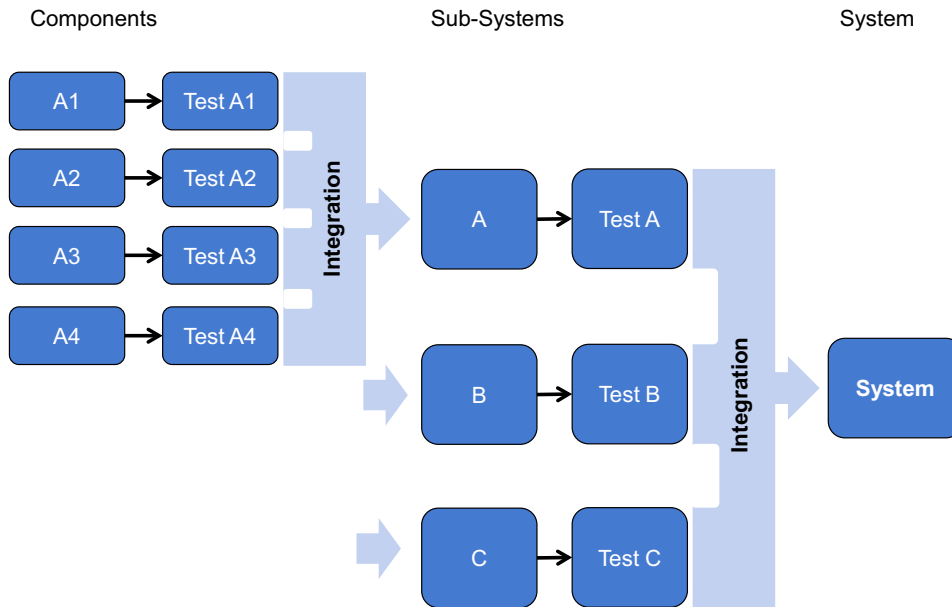 Components
Sub-Systems
System
A1
Test A1
A2
Test A2
A3
Test A3
A4
Test A4
Integration
A
Test A
B
Test B
C
Test C
Integration
System